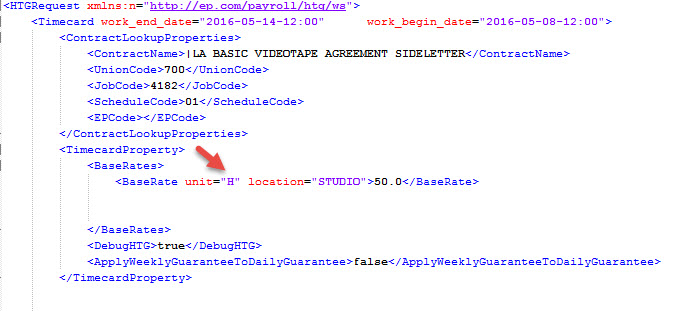 <HTGRequest xmlns:n="http://ep.com/payroll/htg/ws">
<Timecard work_end_date="2016-05-14-12:00" work_begin_date="2016-05-08-12:00">
<ContractLookupProperties>
<ContractName>|LA BASIC VIDEOTAPE AGREEMENT SIDELETTER</ContractName>
<UnionCode>700</UnionCode>
<JobCode>4182</JobCode>
<ScheduleCode>01</ScheduleCode>
<EPCode></EPCode>
</ContractLookupProperties>
<TimecardProperty>
<BaseRates>
<BaseRate unit="H" location="STUDIO">50.0</BaseRate>
</BaseRates>
<DebugHTG>true</DebugHTG>
<ApplyWeeklyGuaranteeToDailyGuarantee>false</ApplyWeeklyGuaranteeToDailyGuarantee>
</TimecardProperty>